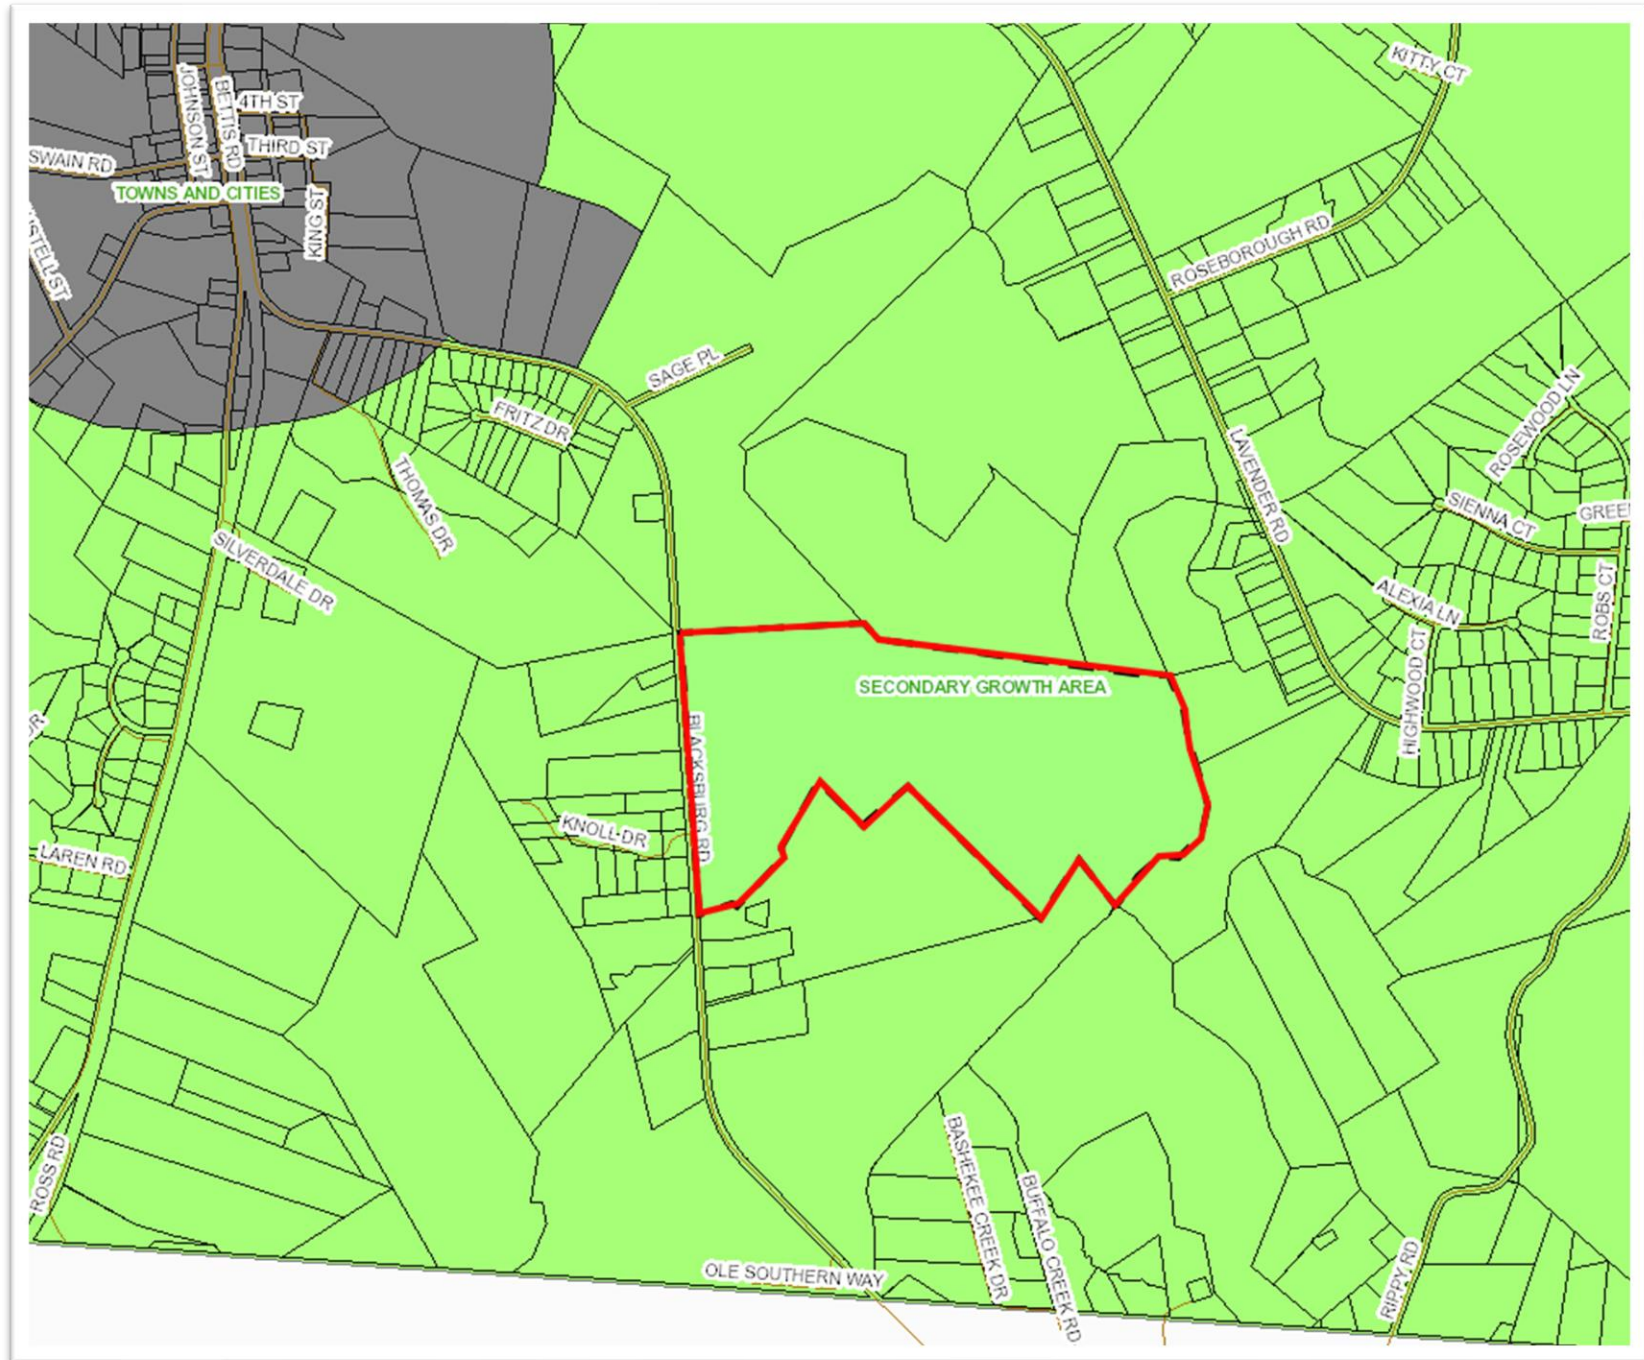 KITTY CT
JOHNSON ST
BETTIS RD
4TH ST
THIRD ST
SWAIN RD
TOWNS AND CITIES
KING ST
ROSEBOROUGH RD
SAGE PL
FRITZ DR
ROSEWOOD LN
THOMAS DR
LAVENDER RD
SIENNA CT
SILVERDALE DR
ALEXIA LN
ROBS CT
HIGHWOOD CT
SECONDARY GROWTH AREA
BLACKSBURG RD
KNOLL DR
LAREN RD
ROSS RD
BASHEKEE CREEK DR
BUFFALO CREEK RD
OLE SOUTHERN WAY
RIPPY RD